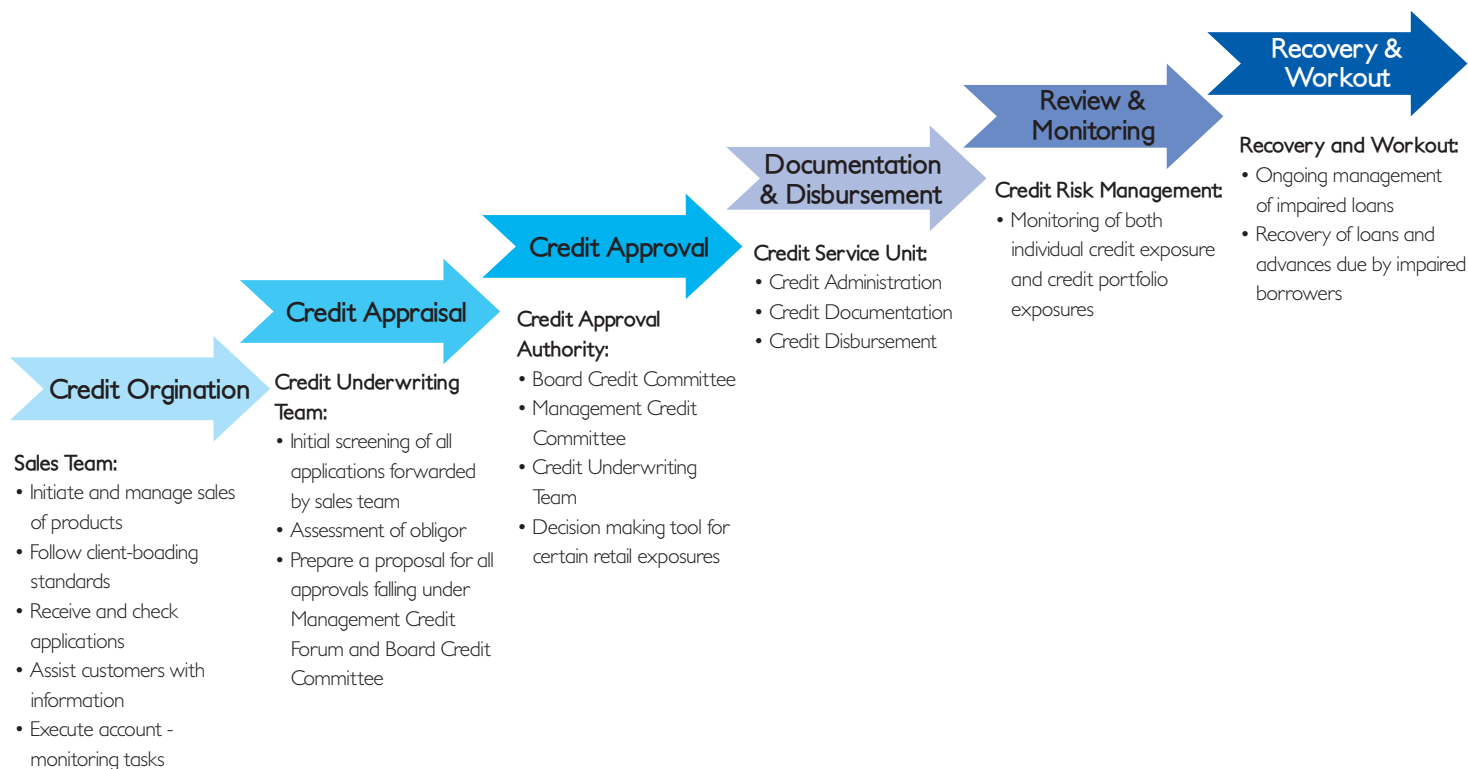 Credit Orgination
Sales Team:
• Initiate and manage sales
of products
• Follow client-boading
standards
• Receive and check
applications
• Assist customers with
information
• Execute account -
monitoring tasks
Credit Appraisal
Credit Underwriting
Team:
• Initial screening of all
applications forwarded
by sales team
• Assessment of obligor
• Prepare a proposal for all
approvals falling under
Management Credit
Forum and Board Credit
Committee
Credit Approval
Credit Approval
Authority:
• Board Credit Committee
• Management Credit
Committee
• Credit Underwriting
Team
• Decision making tool for
certain retail exposures
Documentation
& Disbursement
Credit Service Unit:
• Credit Administration
• Credit Documentation
• Credit Disbursement
Review &
Monitoring
Credit Risk Management:
• Monitoring of both
individual credit exposure
and credit portfolio
exposures
Recovery &
Workout
Recovery and Workout:
• Ongoing management
of impaired loans
• Recovery of loans and
advances due by impaired
borrowers